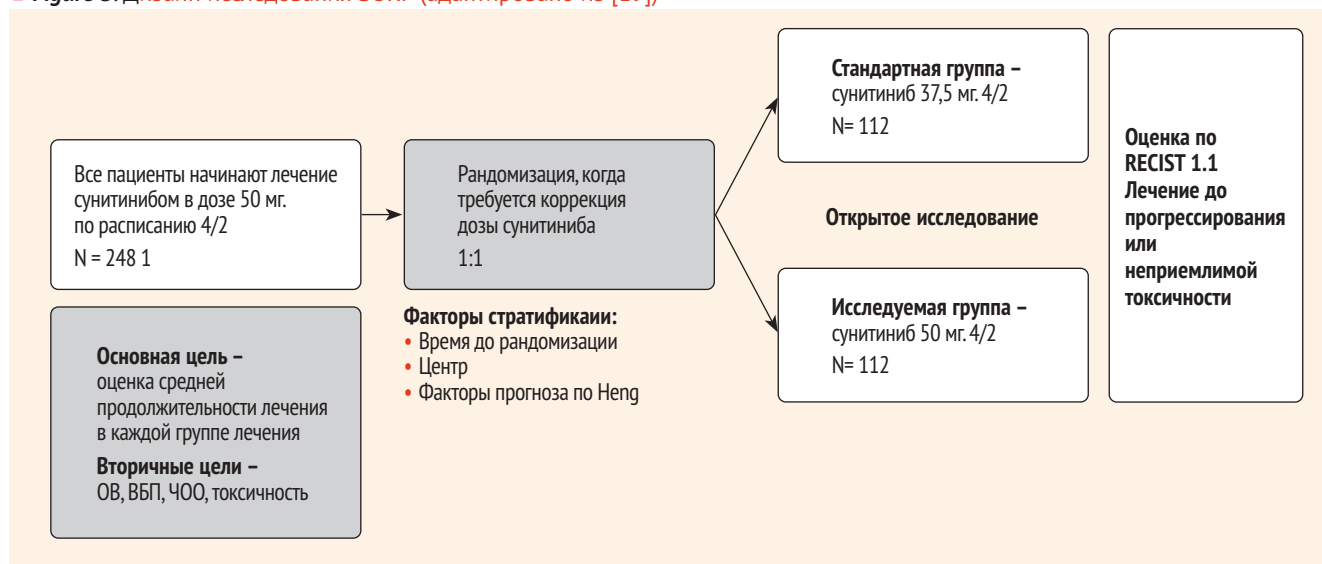 Все пациенты начинают лечение
сунитинибом в дозе 50 мг.
по расписанию 4/2
N = 248 1
Основная цель –
оценка средней
продолжительности лечения
в каждой группе лечения
Вторичные цели –
ОВ, ВБП, ЧОО, токсичность
Рандомизация, когда
требуется коррекция
дозы сунитиниба
1:1
Факторы стратификаии:
• Время до рандомизации
• Центр
• Факторы прогноза по Heng
Стандартная группа –
сунитиниб 37,5 мг. 4/2
N= 112
Открытое исследование
Исследуемая группа –
сунитиниб 50 мг. 4/2
N= 112
Оценка по
RECIST 1.1
Лечение до
прогрессирования
или
неприемлимой
токсичности